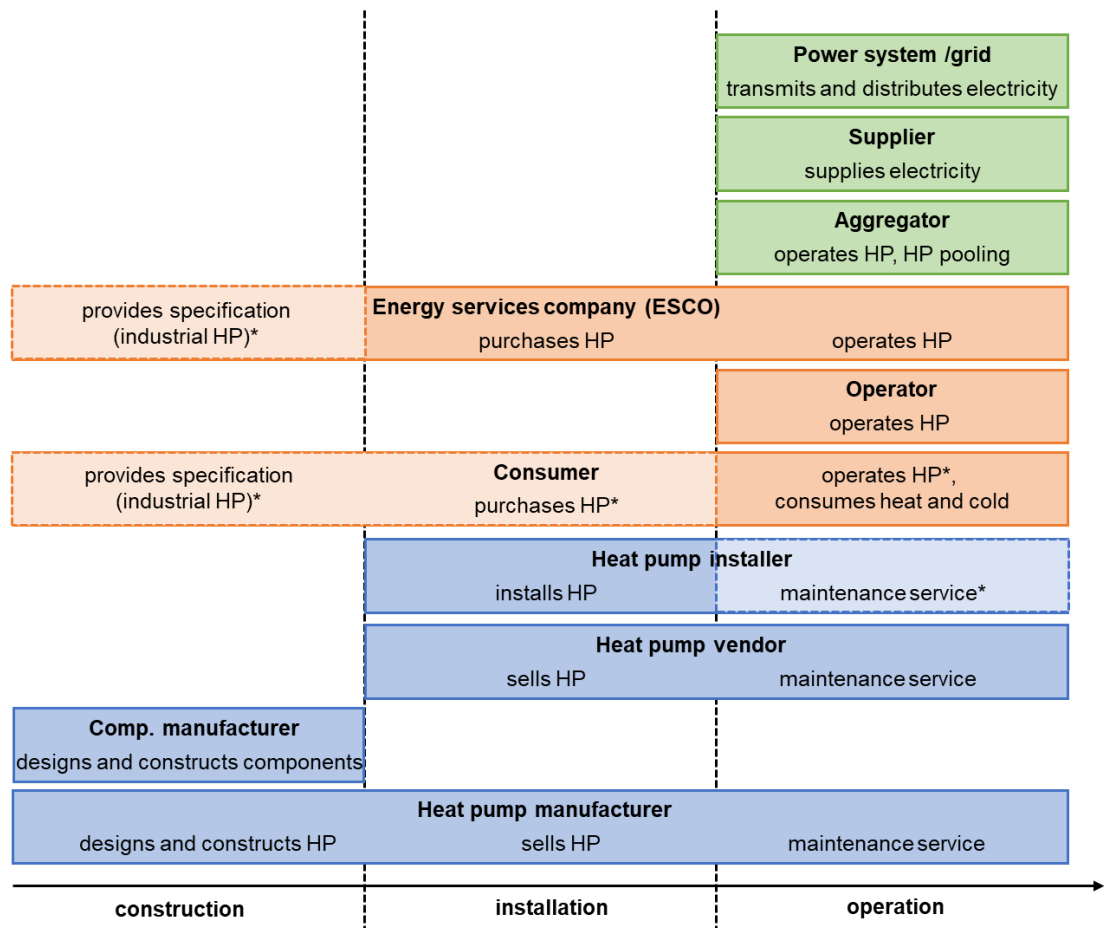 Power system /grid
transmits and distributes electricity
Supplier
supplies electricity
Aggregator
operates HP, HP pooling
provides specification
(industrial HP)*
Energy services company (ESCO)
purchases HP
operates HP
Operator
operates HP
provides specification
(industrial HP)*
Consumer
purchases HP*
operates HP*,
consumes heat and cold
Heat pump installer
installs HP
maintenance service*
Heat pump vendor
sells HP
maintenance service
Comp. manufacturer
designs and constructs components
Heat pump manufacturer
designs and constructs HP
sells HP
maintenance service
construction
installation
operation